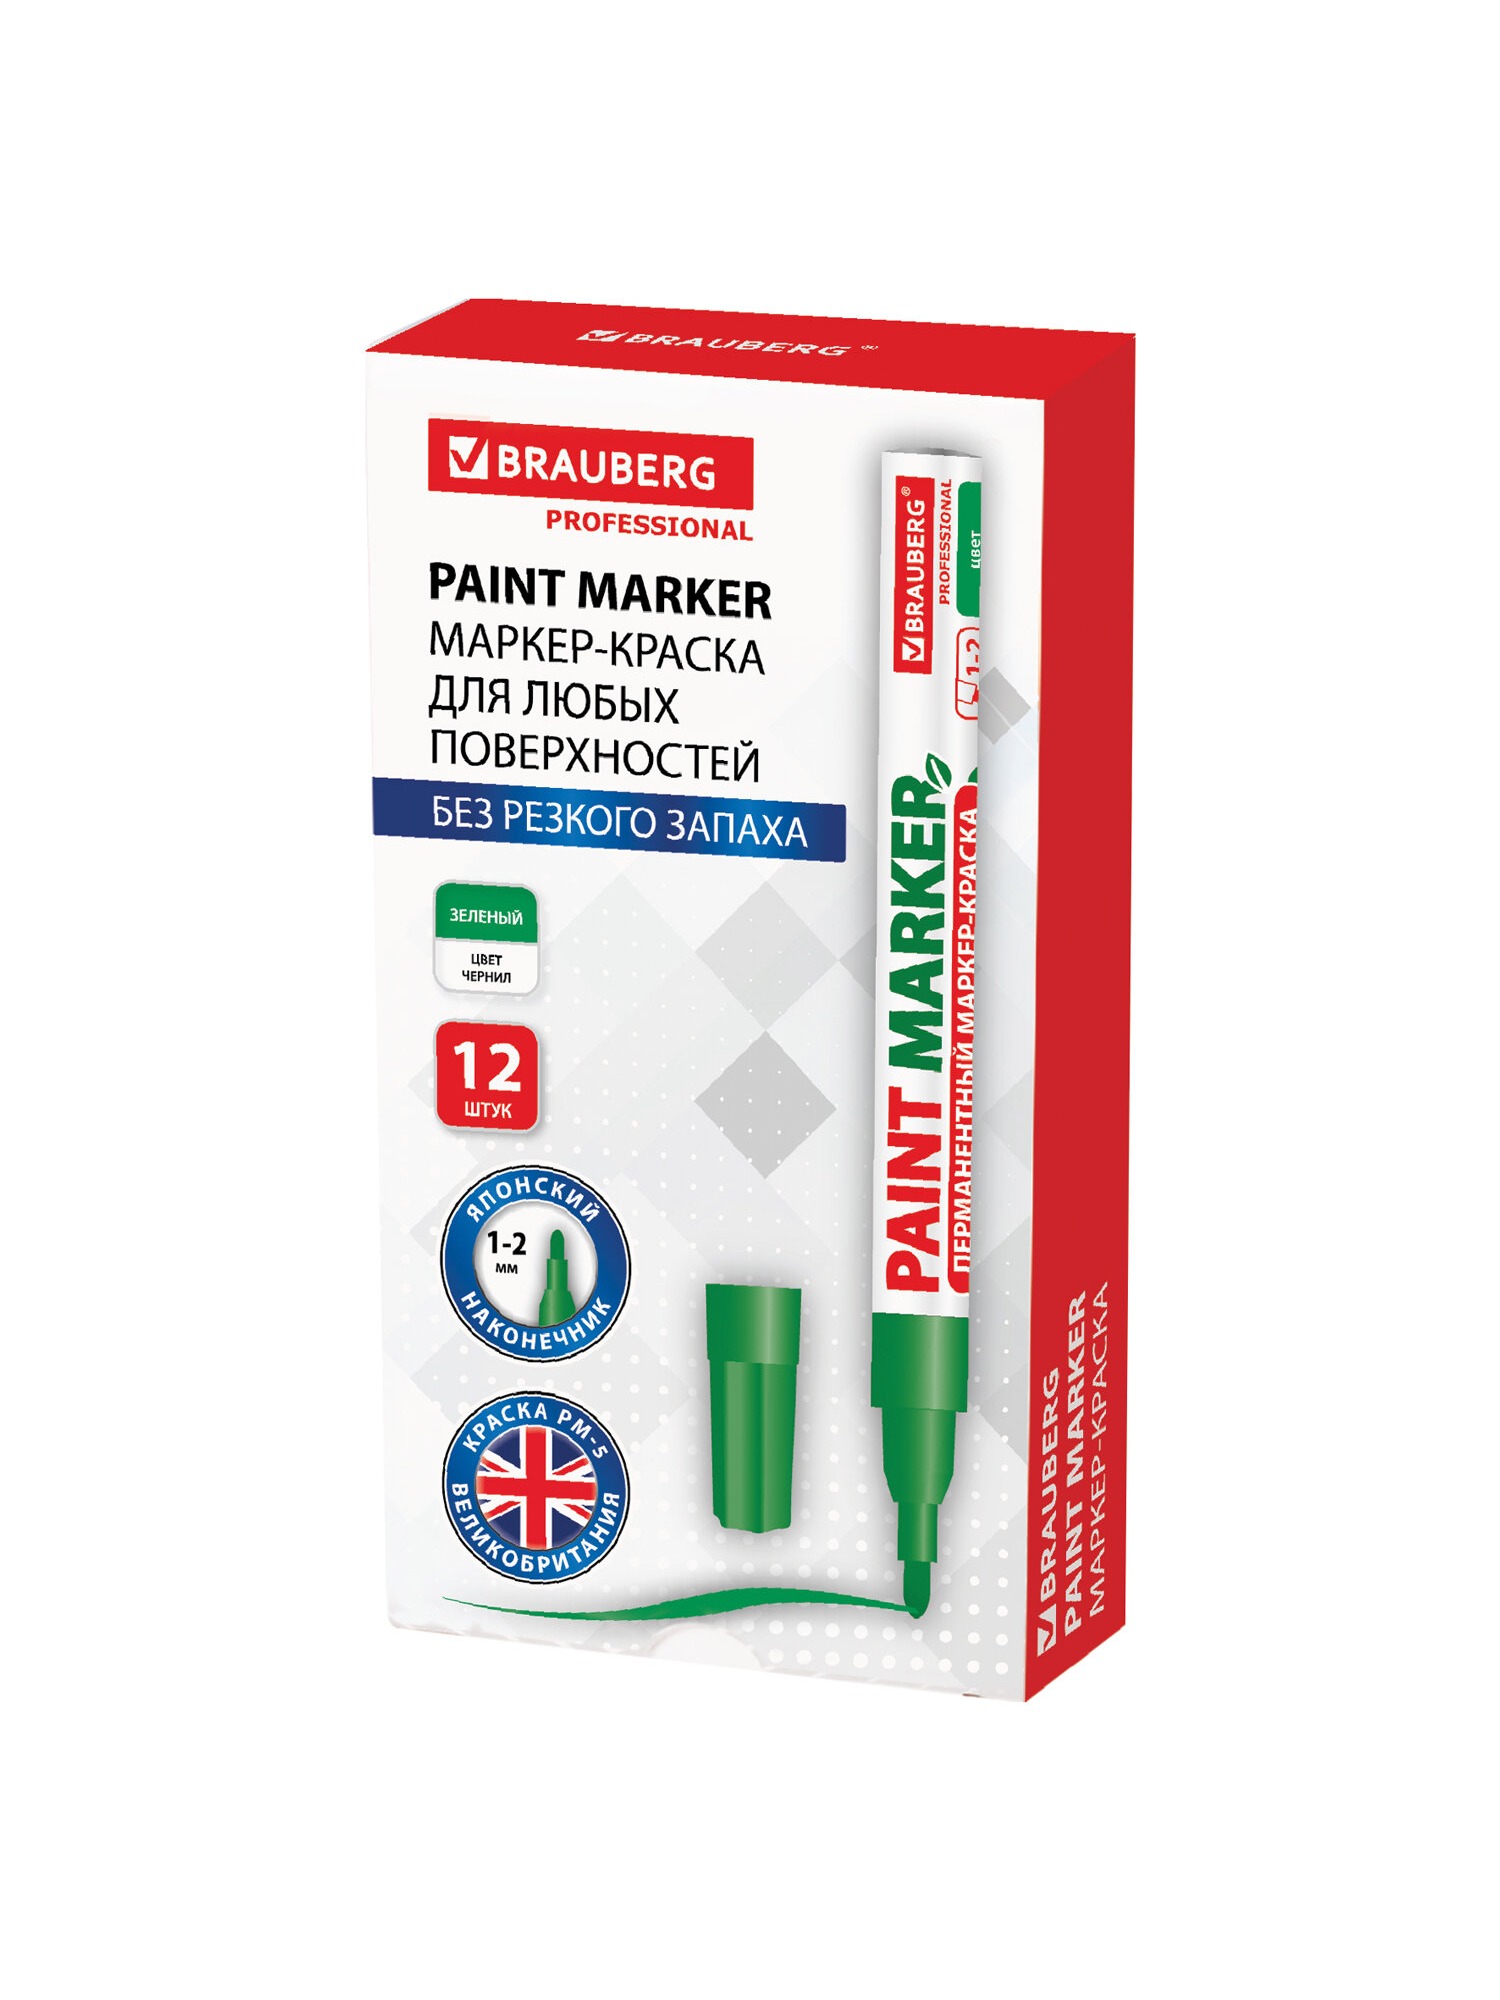 BRAUBERG ®
BRAUBERG
PROFESSIONAL
PAINT MARKER
МАРКЕР-КРАСКА
ДЛЯ ЛЮБЫХ
ПОВЕРХНОСТЕЙ
БЕЗ РЕЗКОГО ЗАПАХА
ЗЕЛЕНЫЙ
ЦВЕТ
ЧЕРНИЛ
12
ШТУК
ЯПОНСКИЙ
1-2
мм
НАКОНЕЧНИК
КРАСКА PM-5
ВЕЛИКОБРИТАНИЯ
BRAUBERG®
PROFESSIONAL
цвет
1-2
PAINT MARKER
ПЕРМАНЕНТНЫЙ МАРКЕР-КРАСКА
BRAUBERG
PAINT MARKER
МАРКЕР-КРАСКА